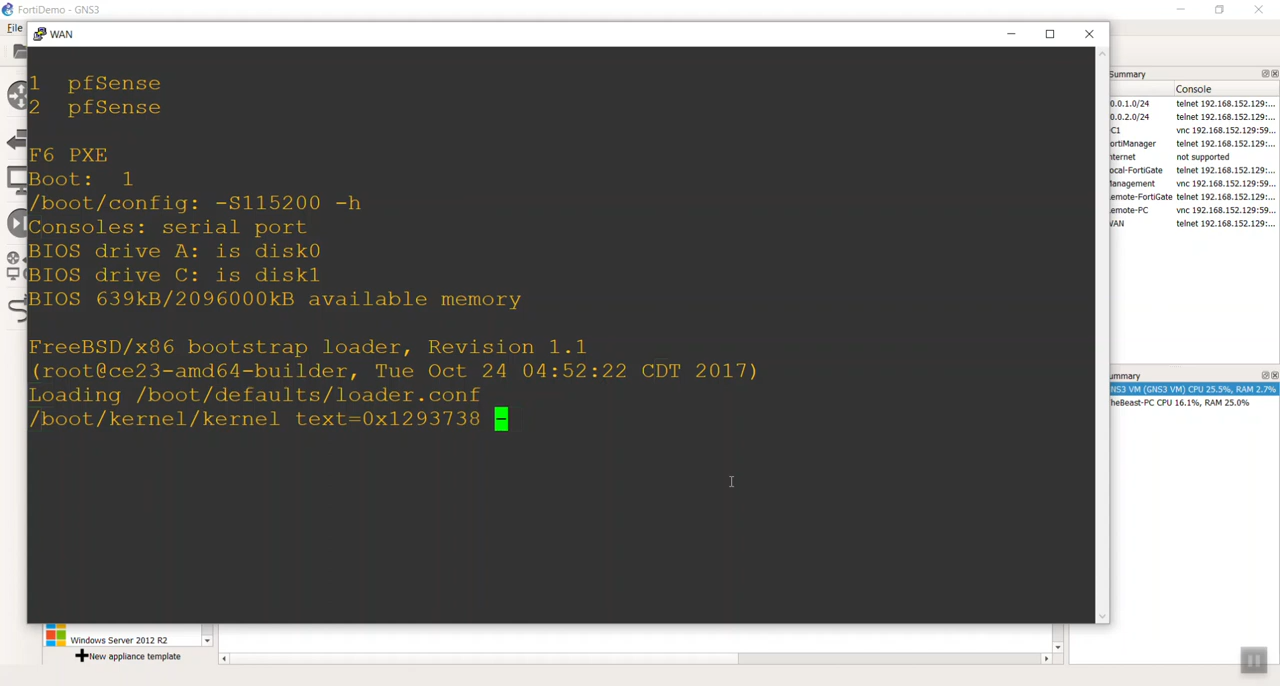 FortiDemo - GNS3
File
WAN
1 pfSense
2 pfSense
F6 PXE
Boot: 1
/boot/config: -S115200 -h
Consoles: serial port
BIOS drive A: is disk0
BIOS drive C: is disk1
BIOS 639kB/2096000kB available memory
FreeBSD/x86 bootstrap loader, Revision 1.1
(root@ce23-amd64-builder, Tue Oct 24 04:52:22 CDT 2017)
Loading /boot/defaults/loader.conf
/boot/kernel/kernel text=0x1293738 -
Summary
Console
0.0.1.0/24 telnet 192.168.152.129:...
0.0.2.0/24 telnet 192.168.152.129:...
C1 vnc 192.168.152.129:59...
ortiManager telnet 192.168.152.129:...
nternet not supported
ocal-FortiGate telnet 192.168.152.129:...
anagement vnc 192.168.152.129:59...
emote-FortiGate telnet 192.168.152.129:...
emote-PC vnc 192.168.152.129:59...
WAN telnet 192.168.152.129:...
ummary
NS3 VM (GNS3 VM) CPU 25.5%, RAM 2.7%
heBeast-PC CPU 16.1%, RAM 25.0%
Windows Server 2012 R2
New appliance template